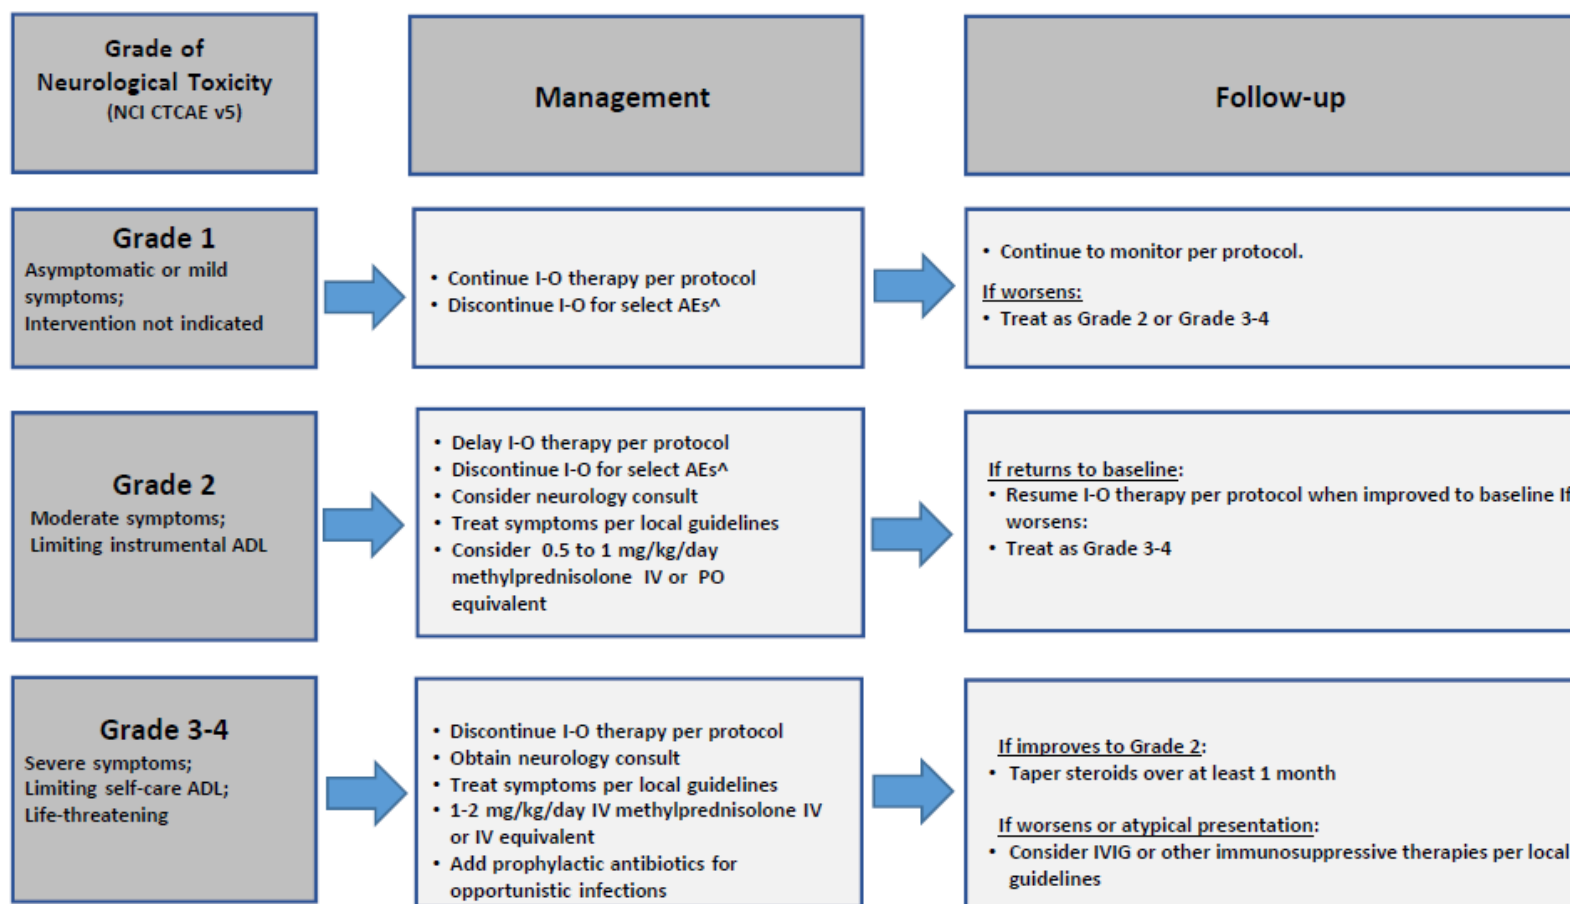 Grade of
Neurological Toxicity
(NCI CTCAE v5)
Management
Follow-up
Grade 1
Asymptomatic or mild
symptoms;
Intervention not indicated
• Continue I-O therapy per protocol
• Discontinue I-O for select AEs^
• Continue to monitor per protocol.
If worsens:
• Treat as Grade 2 or Grade 3-4
Grade 2
Moderate symptoms;
Limiting instrumental ADL
• Delay I-O therapy per protocol
• Discontinue I-O for select AEs^
• Consider neurology consult
• Treat symptoms per local guidelines
• Consider 0.5 to 1 mg/kg/day
methylprednisolone IV or PO
equivalent
If returns to baseline:
• Resume I-O therapy per protocol when improved to baseline If
worsens:
• Treat as Grade 3-4
Grade 3-4
Severe symptoms;
Limiting self-care ADL;
Life-threatening
• Discontinue I-O therapy per protocol
• Obtain neurology consult
• Treat symptoms per local guidelines
• 1-2 mg/kg/day IV methylprednisolone IV
or IV equivalent
• Add prophylactic antibiotics for
opportunistic infections
If improves to Grade 2:
• Taper steroids over at least 1 month
If worsens or atypical presentation:
• Consider IVIG or other immunosuppressive therapies per local
guidelines